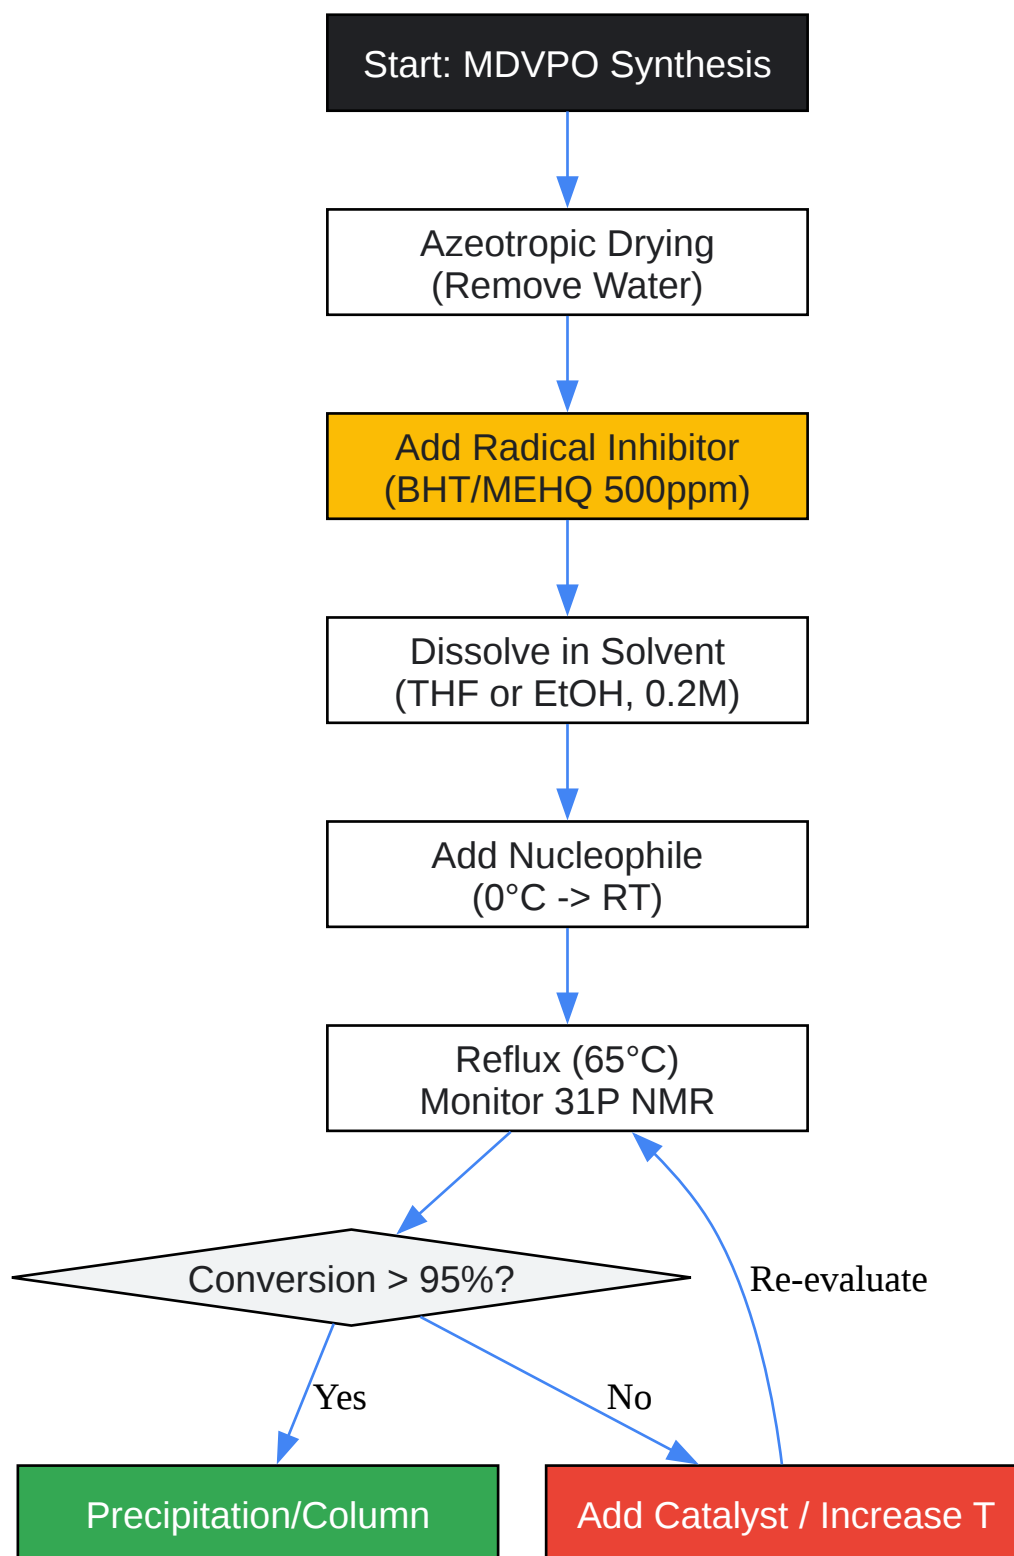 Start: MDVPO Synthesis
Azeotropic Drying
(Remove Water)
Add Radical Inhibitor
(BHT/MEHQ 500ppm)
Dissolve in Solvent
(THF or EtOH, 0.2M)
Add Nucleophile
(0°C -> RT)
Reflux (65°C)
Monitor 31P NMR
Conversion > 95%?
Re-evaluate
Yes
No
Precipitation/Column
Add Catalyst / Increase T